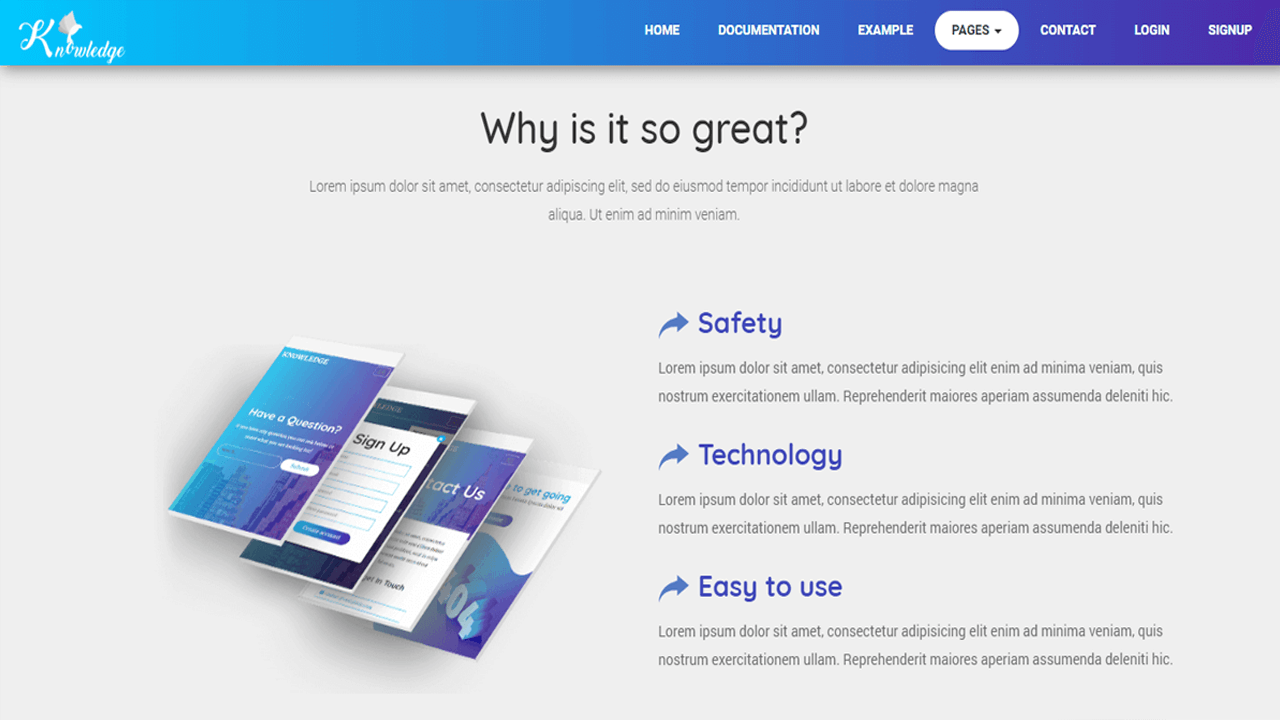 Knowledge
HOME DOCUMENTATION EXAMPLE PAGES CONTACT LOGIN SIGNUP
Why is it so great?
Lorem ipsum dolor sit amet, consectetur adipiscing elit, sed do eiusmod tempor incididunt ut labore et dolore magna
aliqua. Ut enim ad minim veniam.
KNOWLEDGE
Have a Question?
Submit
Sign Up
Create account
tact Us
et In Touch
to get going
404
Safety
Lorem ipsum dolor sit amet, consectetur adipisicing elit enim ad minima veniam, quis
nostrum exercitationem ullam. Reprehenderit maiores aperiam assumenda deleniti hic.
Technology
Lorem ipsum dolor sit amet, consectetur adipisicing elit enim ad minima veniam, quis
nostrum exercitationem ullam. Reprehenderit maiores aperiam assumenda deleniti hic.
Easy to use
Lorem ipsum dolor sit amet, consectetur adipisicing elit enim ad minima veniam, quis
nostrum exercitationem ullam. Reprehenderit maiores aperiam assumenda deleniti hic.